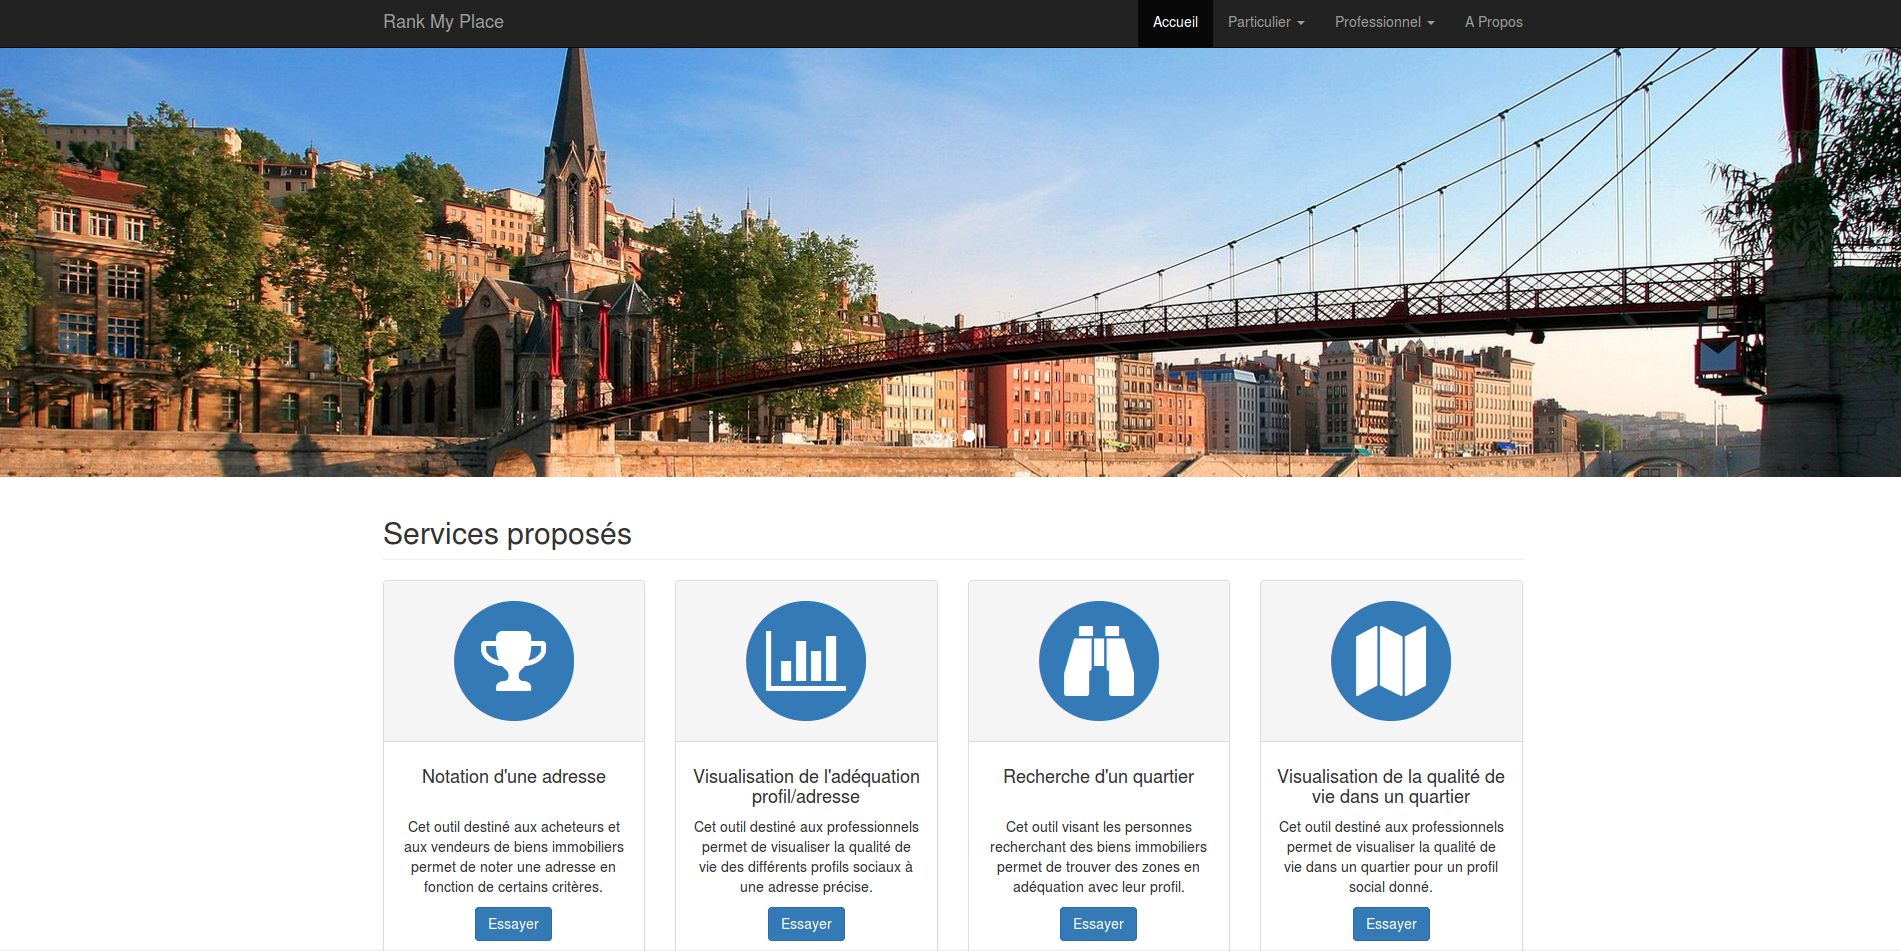 Rank My Place
Accueil
Particulier
Professionnel
A Propos
Services proposés
Notation d'une adresse
Cet outil destiné aux acheteurs et
aux vendeurs de biens immobiliers
permet de noter une adresse en
fonction de certains critères.
Essayer
Visualisation de l'adéquation
profil/adresse
Cet outil destiné aux professionnels
permet de visualiser la qualité de
vie des différents profils sociaux à
une adresse précise.
Essayer
Recherche d'un quartier
Cet outil visant les personnes
recherchant des biens immobiliers
permet de trouver des zones en
adéquation avec leur profil.
Essayer
Visualisation de la qualité de
vie dans un quartier
Cet outil destiné aux professionnels
permet de visualiser la qualité de
vie dans un quartier pour un profil
social donné.
Essayer